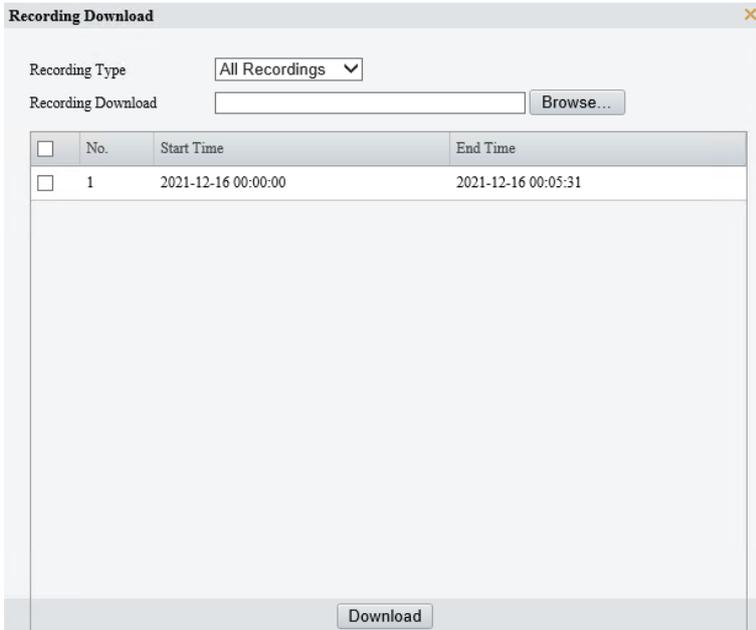 Recording Download
Recording Type All Recordings
Recording Download Browse...
No. Start Time End Time
1 2021-12-16 00:00:00 2021-12-16 00:05:31
Download